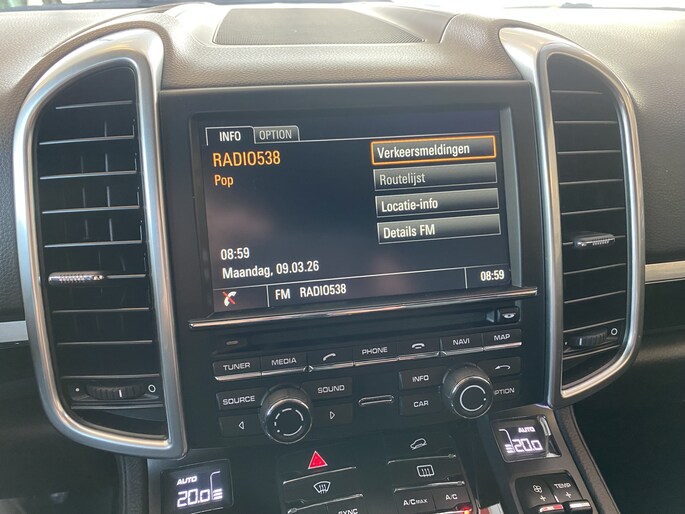 INFO OPTION
RADIO538
Pop
Verkeersmeldingen
Routelijst
Locatie-info
Details FM
08:59
Maandag, 09.03.26
FM RADIO538 08:59
TUNER MEDIA PHONE NAVI MAP
SOURCE SOUND INFO
CAR OPTION
AUTO
20.0
AUTO
20.0
TEMP
+ +
SYNC
A/C MAX A/C